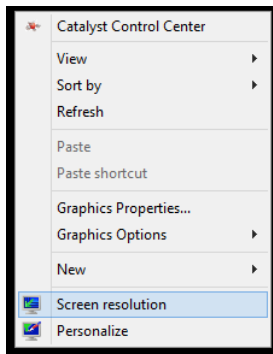 Catalyst Control Center
View
Sort by
Refresh
Paste
Paste shortcut
Graphics Properties...
Graphics Options
New
Screen resolution
Personalize